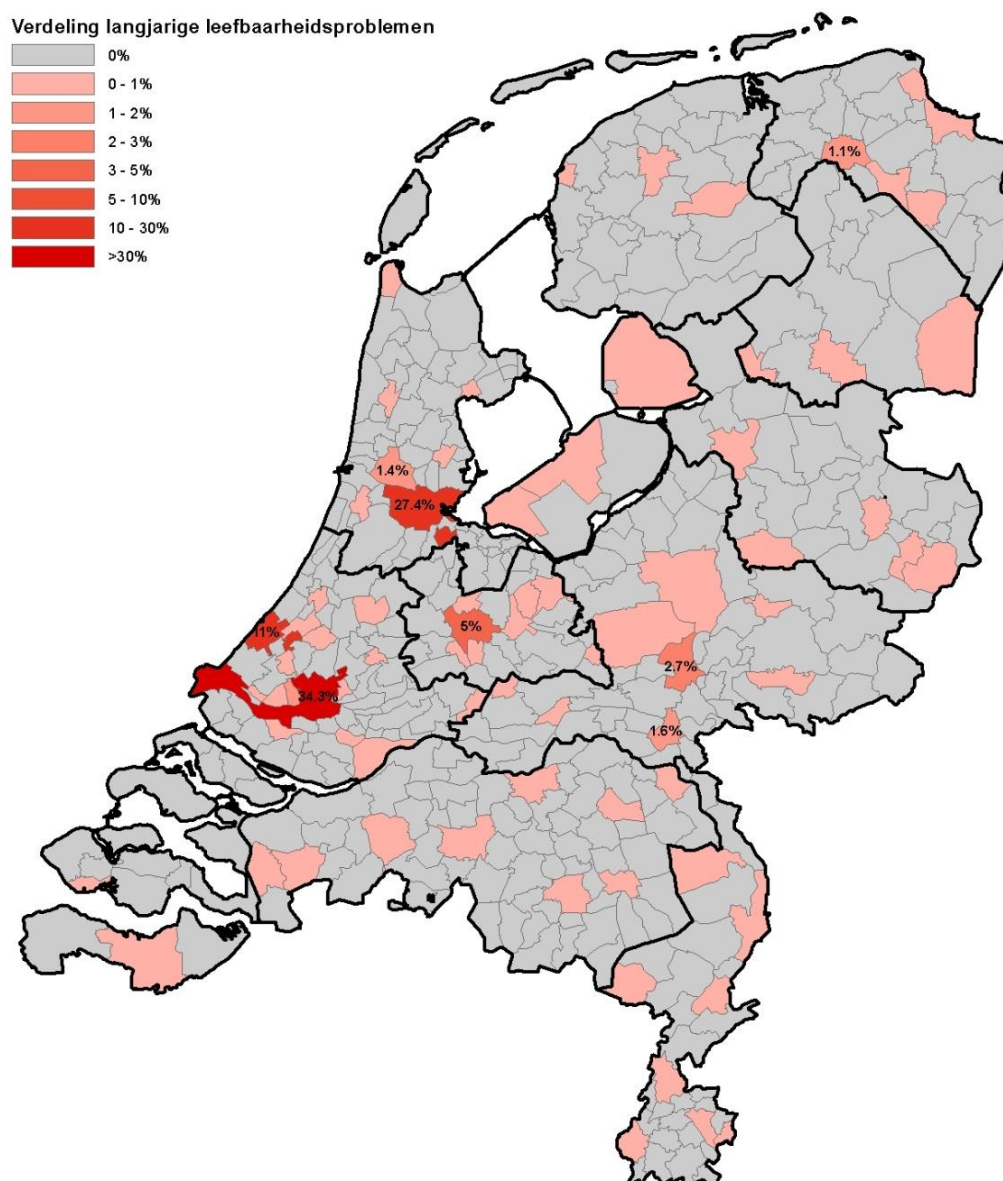 Verdeling langjarige leefbaarheidsproblemen
0%
0 - 1%
1 - 2%
2 - 3%
3 - 5%
5 - 10%
10 - 30%
>30%
1.1%
1.4%
27.4%
11%
5%
2.7%
34.3%
1.6%